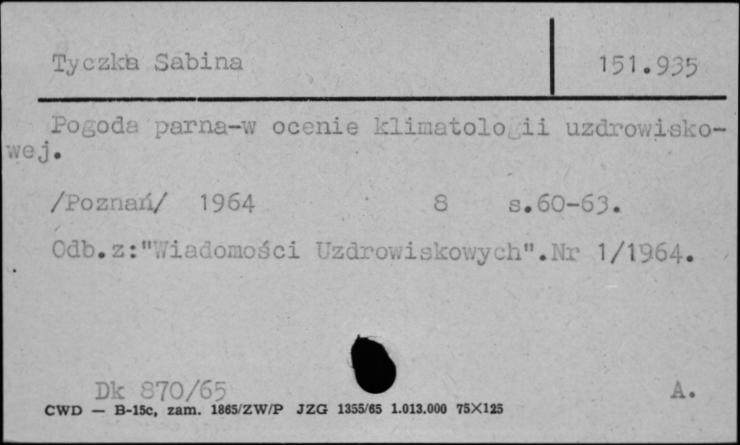 Tyczka Sabina 151.935
Pogoda parna-w ocenie klimatologii uzdrowisko-
wej.
/Poznań/ 1964 8 s.60-63.
Odb.z:"Wiadomości Uzdrowiskowych".Nr 1/1964.
Dk 870/65 A.
CWD — B-15c, zam. 1865/ZW/P JZG 1355/65 1.013.000 75X125